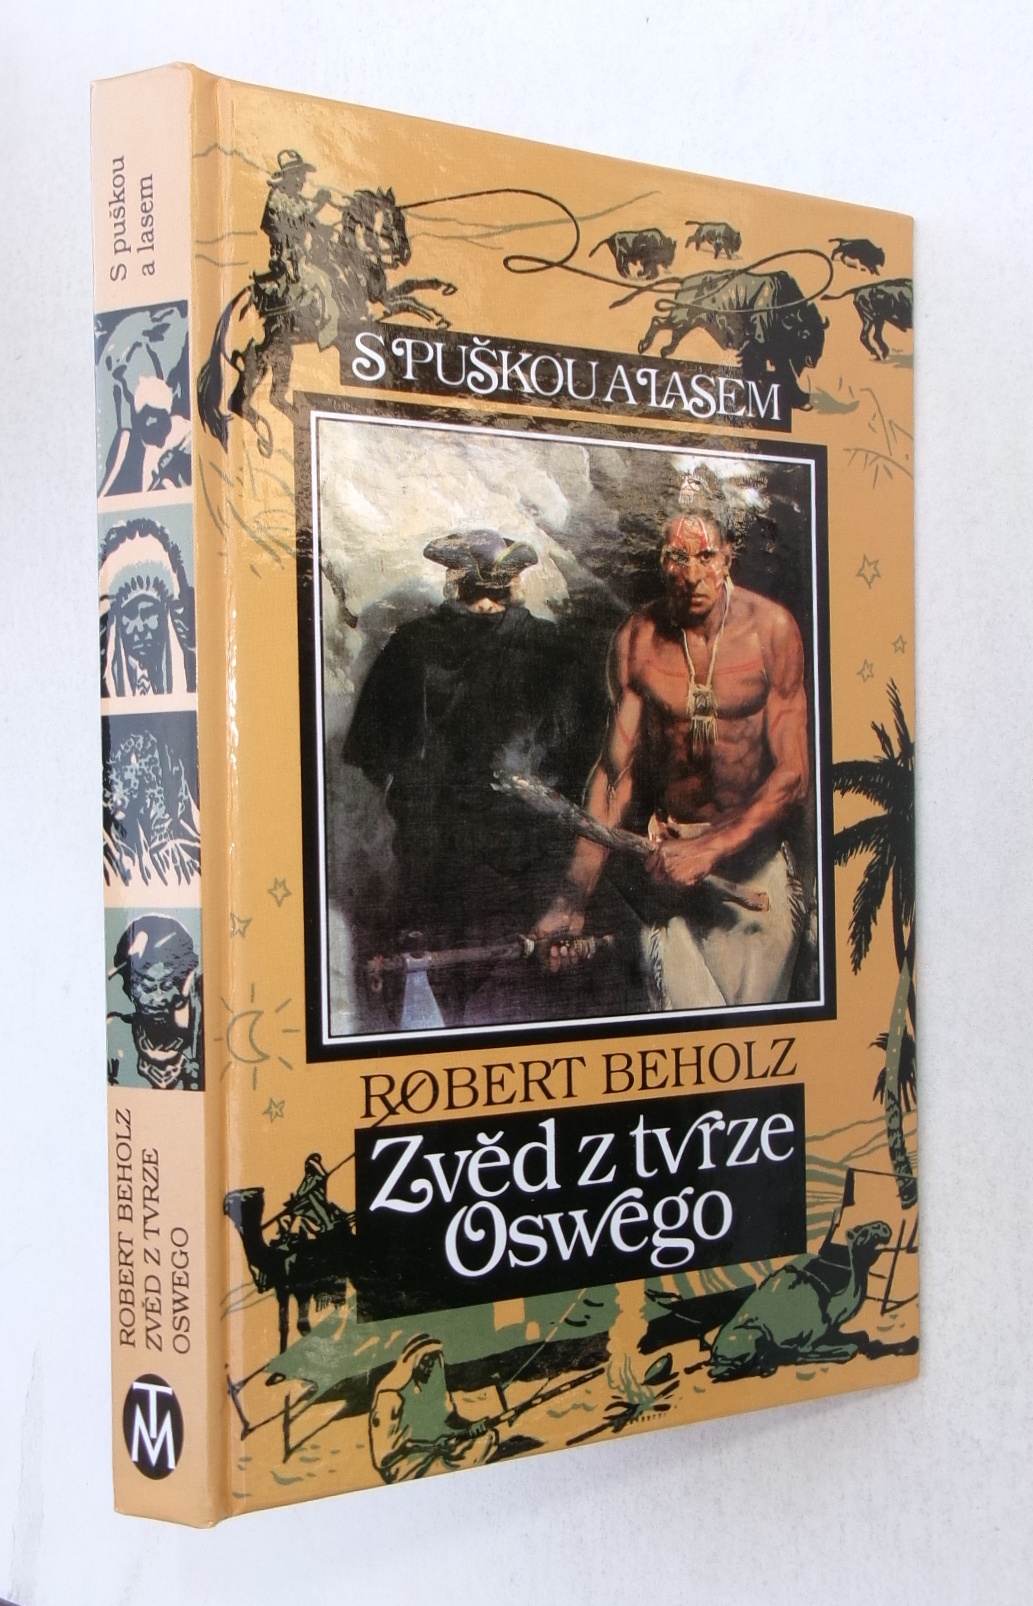 S puškou
a lasem
ROBERT BEHOLZ
ZVĚD Z TVRZE
OSWEGO
TM
S PUŠKOU A LASEM
ROBERT BEHOLZ
Zvěd z tvrze
Oswego